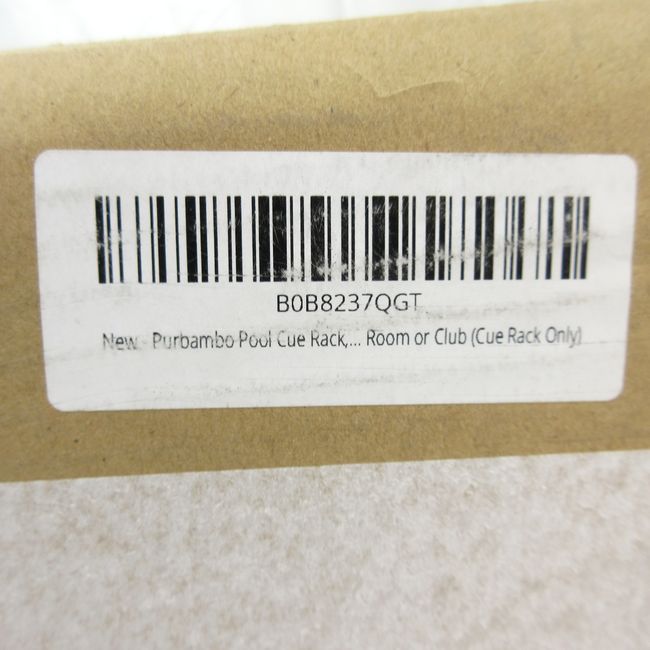 B0B8237QGT
New - Purbambo Pool Cue Rack,... Room or Club (Cue Rack Only)